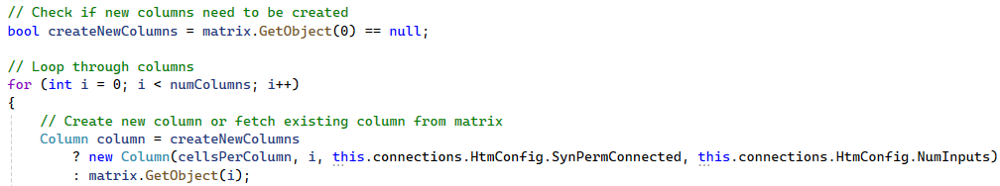 // Check if new columns need to be created
bool createNewColumns = matrix.GetObject(0) == null;
// Loop through columns
for (int i = 0; i < numColumns; i++)
{
// Create new column or fetch existing column from matrix
Column column = createNewColumns
? new Column(cellsPerColumn, i, this.connections.HtmConfig.SynPermConnected, this.connections.HtmConfig.NumInputs)
: matrix.GetObject(i);